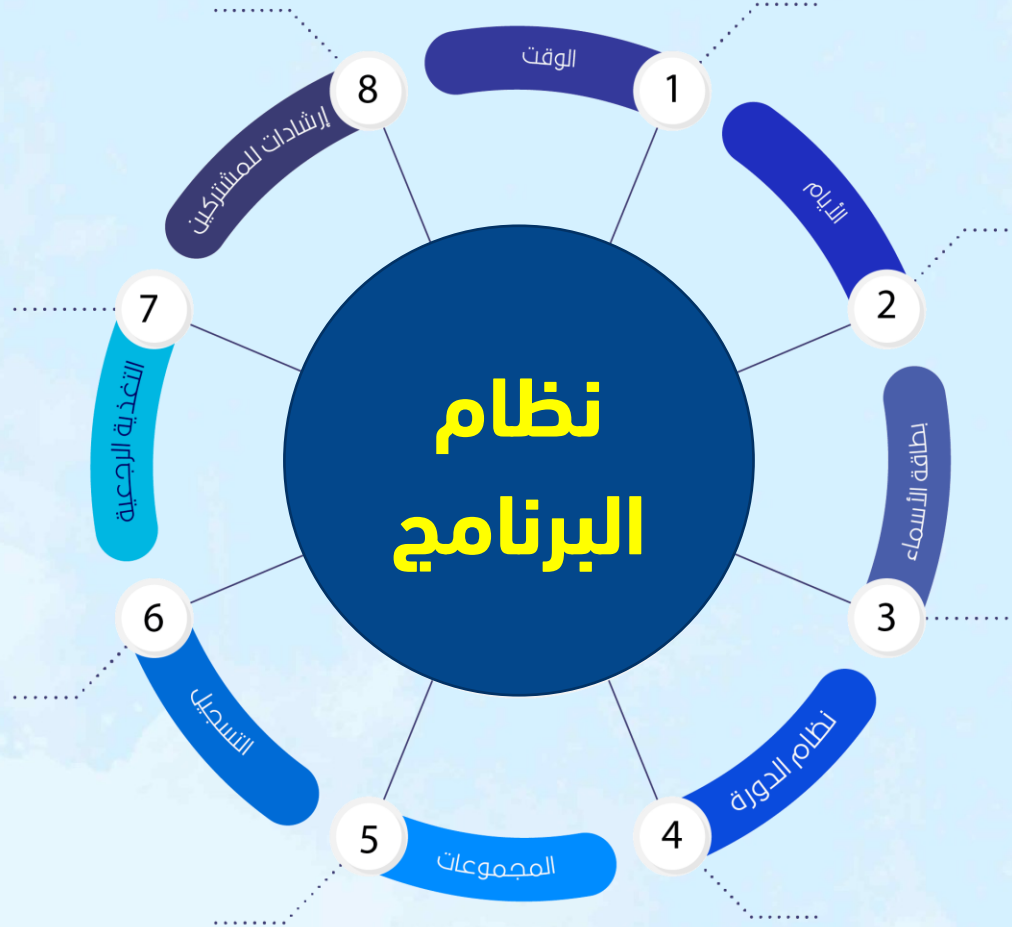 نظام
البرنامج
1
الوقت
2
الأيام
3
بطاقة الأسماء
4
نظام الدورة
5
المجموعات
6
التسجيل
7
التغذية الرجعية
8
إرشادات للمشتركين